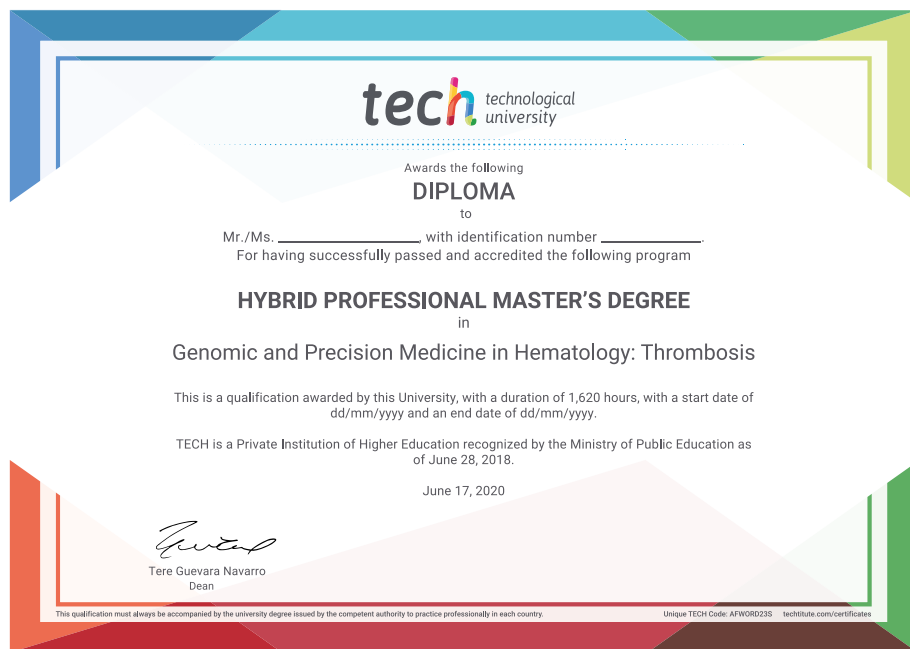 tech technological
university
Awards the following
DIPLOMA
to
Mr./Ms. ____________, with identification number ____________.
For having successfully passed and accredited the following program
HYBRID PROFESSIONAL MASTER’S DEGREE
in
Genomic and Precision Medicine in Hematology: Thrombosis
This is a qualification awarded by this University, with a duration of 1,620 hours, with a start date of
dd/mm/yyyy and an end date of dd/mm/yyyy.
TECH is a Private Institution of Higher Education recognized by the Ministry of Public Education as
of June 28, 2018.
June 17, 2020
Tere Guevara Navarro
Dean
This qualification must always be accompanied by the university degree issued by the competent authority to practice professionally in each country. Unique TECH Code: AFWORD23S techtitute.com/certificates